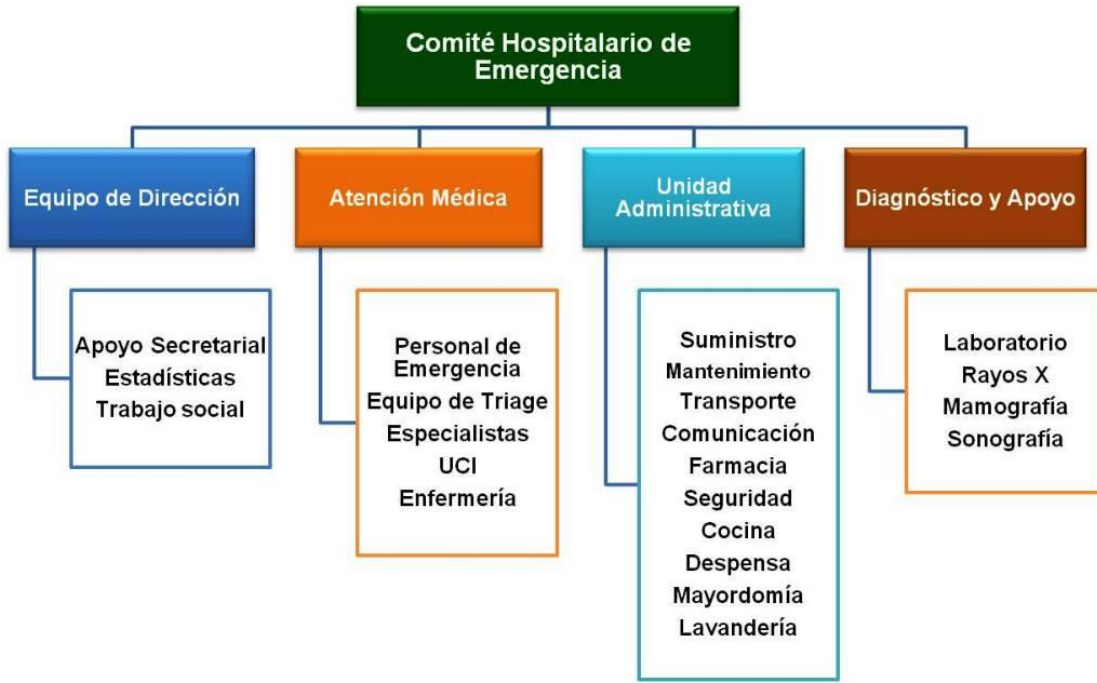 Comité Hospitalario de
Emergencia
Equipo de Dirección
Atención Médica
Unidad
Administrativa
Diagnóstico y Apoyo
Apoyo Secretarial
Estadísticas
Trabajo social
Personal de
Emergencia
Equipo de Triage
Especialistas
UCI
Enfermería
Suministro
Mantenimiento
Transporte
Comunicación
Farmacia
Seguridad
Cocina
Despensa
Mayordomía
Lavandería
Laboratorio
Rayos X
Mamografía
Sonografía